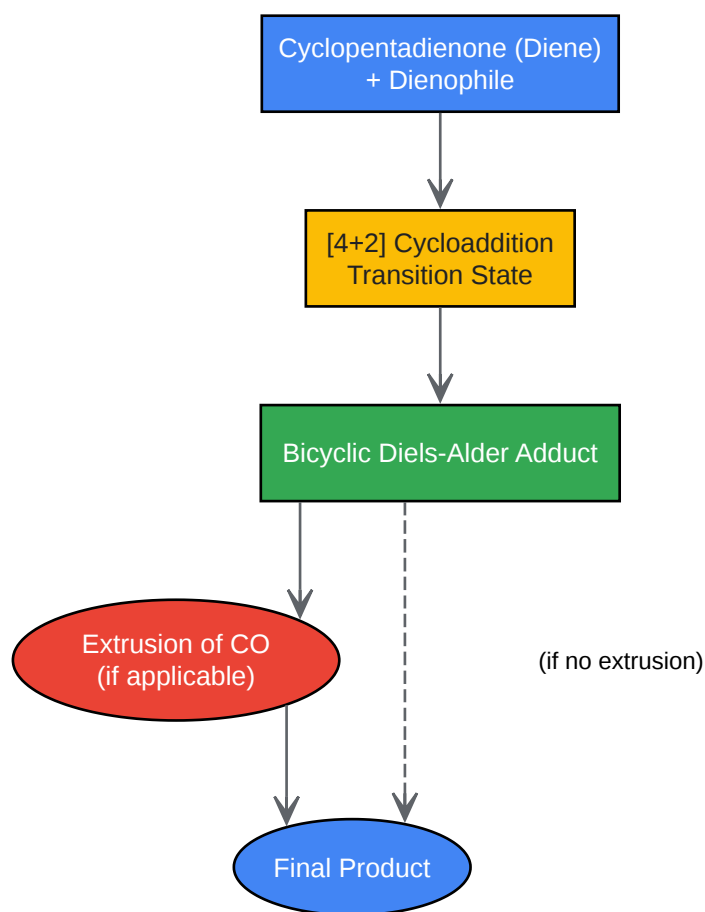 Cyclopentadienone (Diene)
+ Dienophile
[4+2] Cycloaddition
Transition State
Bicyclic Diels-Alder Adduct
Extrusion of CO
(if applicable)
(if no extrusion)
Final Product